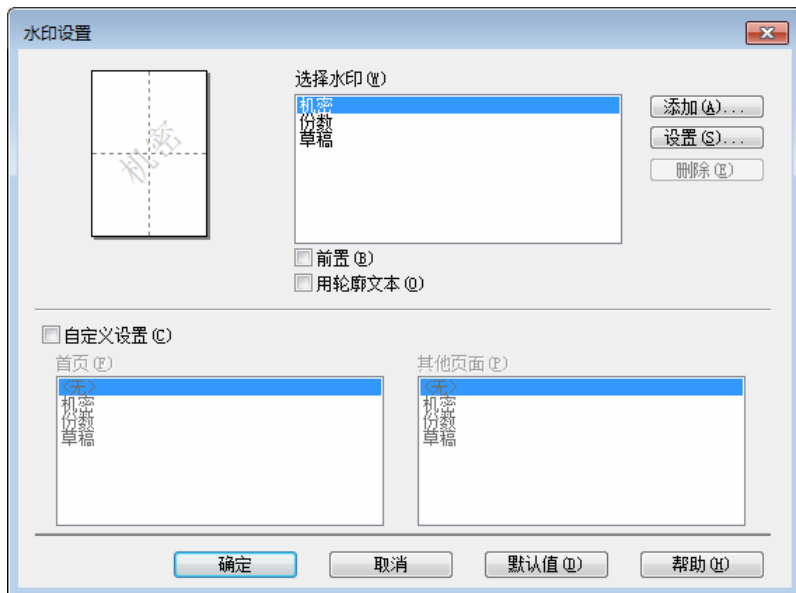 水印设置
机密
选择水印(W)
机密
份数
草稿
添加(A)...
设置(S)...
删除(E)
前置(B)
用轮廓文本(O)
自定义设置(C)
首页(F)
<无>
机密
份数
草稿
其他页面(P)
<无>
机密
份数
草稿
确定
取消
默认值(D)
帮助(H)